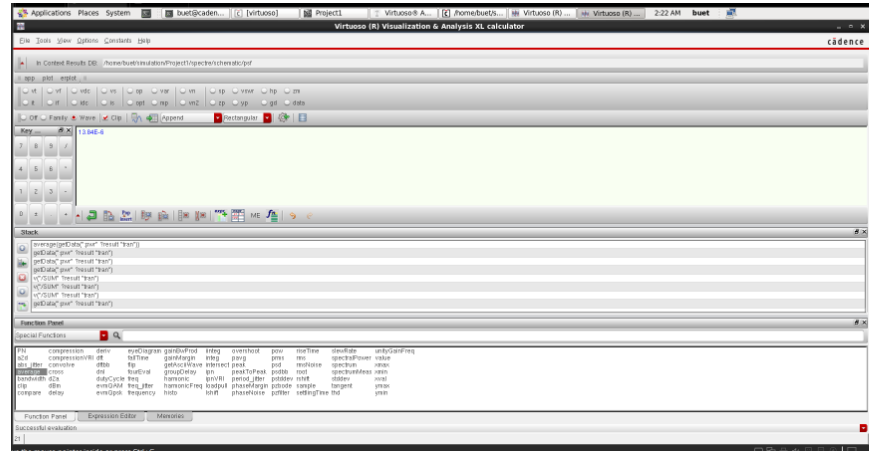 Applications Places System buet@caden... [virtuoso] Project1 Virtuoso® A... /home/buet/s... Virtuoso (R) ... Virtuoso (R) ... 2:22 AM buet
Virtuoso (R) Visualization & Analysis XL calculator
File Tools View Options Constants Help cādence
In Context Results DB: /home/buet/simulation/Project1/spectre/schematic/psf
app plot erplot
vt vf vdc vs op var vn sp vswr hp zm
it if idc is opt mp vn2 zp yp gd data
Off Family Wave Clip Append Rectangular
Key ...
13.94E-6
7 8 9 /
4 5 6 *
1 2 3 -
0 ± . +
ME
Stack
average(getData(":pwr" ?result "tran"))
getData(":pwr" ?result "tran")
getData(":pwr" ?result "tran")
getData(":pwr" ?result "tran")
v("/SUM" ?result "tran")
v("/SUM" ?result "tran")
v("/SUM" ?result "tran")
getData(":pwr" ?result "tran")
Function Panel
Special Functions
PN compression deriv eyeDiagram gainBwProd iinteg overshoot pow riseTime slewRate unityGainFreq
a2d compressionVRI dft fallTime gainMargin integ pavg prms rms spectralPower value
abs_jitter convolve dftbb flip getAsciiWave intersect peak psd rmsNoise spectrum xmax
average cross dnl fourEval groupDelay ipn peakToPeak psdbb root spectrumMeas xmin
bandwidth d2a dutyCycle freq harmonic ipnVRI period_jitter pstddev rshift stddev xval
clip dBm evmQAM freq_jitter harmonicFreq loadpull phaseMargin pzbode sample tangent ymax
compare delay evmQpsk frequency histo lshift phaseNoise pzfilter settlingTime thd ymin
Function Panel Expression Editor Memories
Successful evaluation
21